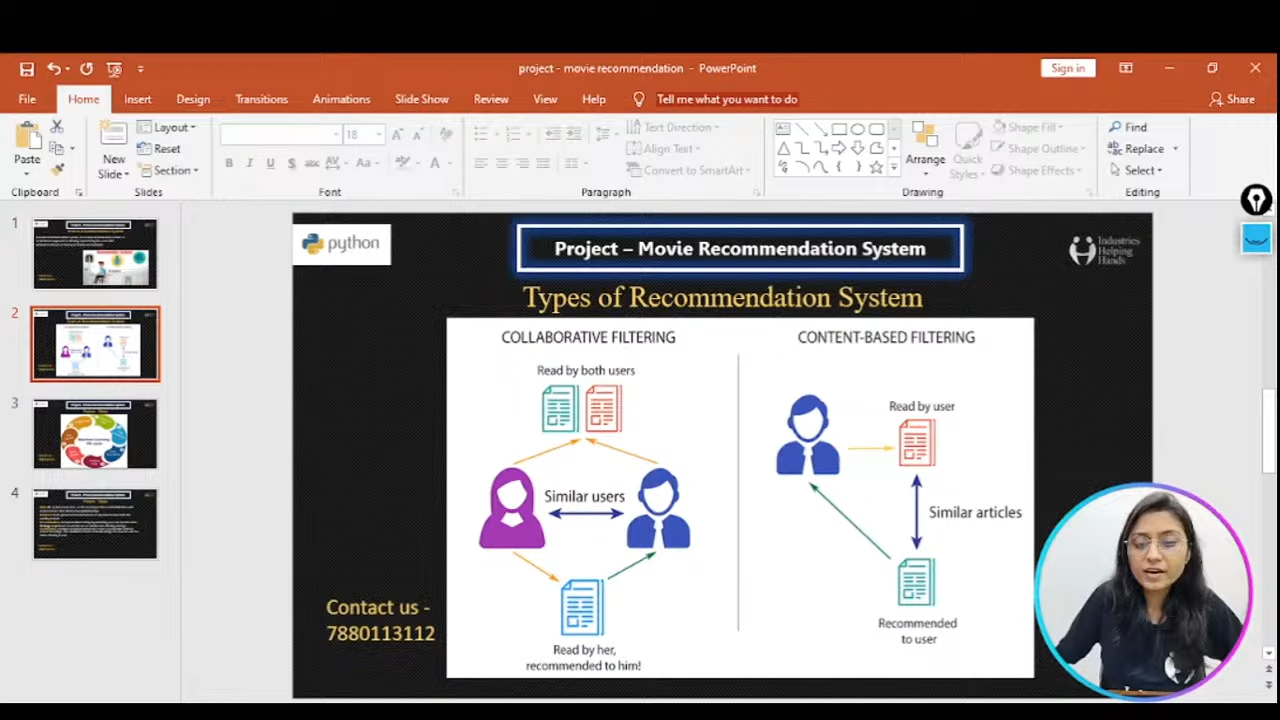 project - movie recommendation - PowerPoint
Sign in
File
Home
Insert
Design
Transitions
Animations
Slide Show
Review
View
Help
Tell me what you want to do
Share
Paste
New
Slide
Layout
Reset
Section
18
B
I
U
S
abc
AV
Aa
A
Text Direction
Align Text
Convert to SmartArt
Arrange
Quick
Styles
Shape Fill
Shape Outline
Shape Effects
Find
Replace
Select
Clipboard
Slides
Font
Paragraph
Drawing
Editing
1
2
3
4
python
Project – Movie Recommendation System
Industries
Helping
Hands
Types of Recommendation System
COLLABORATIVE FILTERING
CONTENT-BASED FILTERING
Read by both users
Read by user
Similar users
Similar articles
Contact us -
7880113112
Recommended
to user
Read by her,
recommended to him!